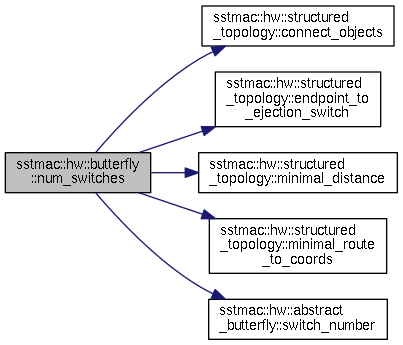 sstmac::hw::structured
_topology::connect_objects
sstmac::hw::structured
_topology::endpoint_to
_ejection_switch
sstmac::hw::butterfly
::num_switches
sstmac::hw::structured
_topology::minimal_distance
sstmac::hw::structured
_topology::minimal_route
_to_coords
sstmac::hw::abstract
_butterfly::switch_number